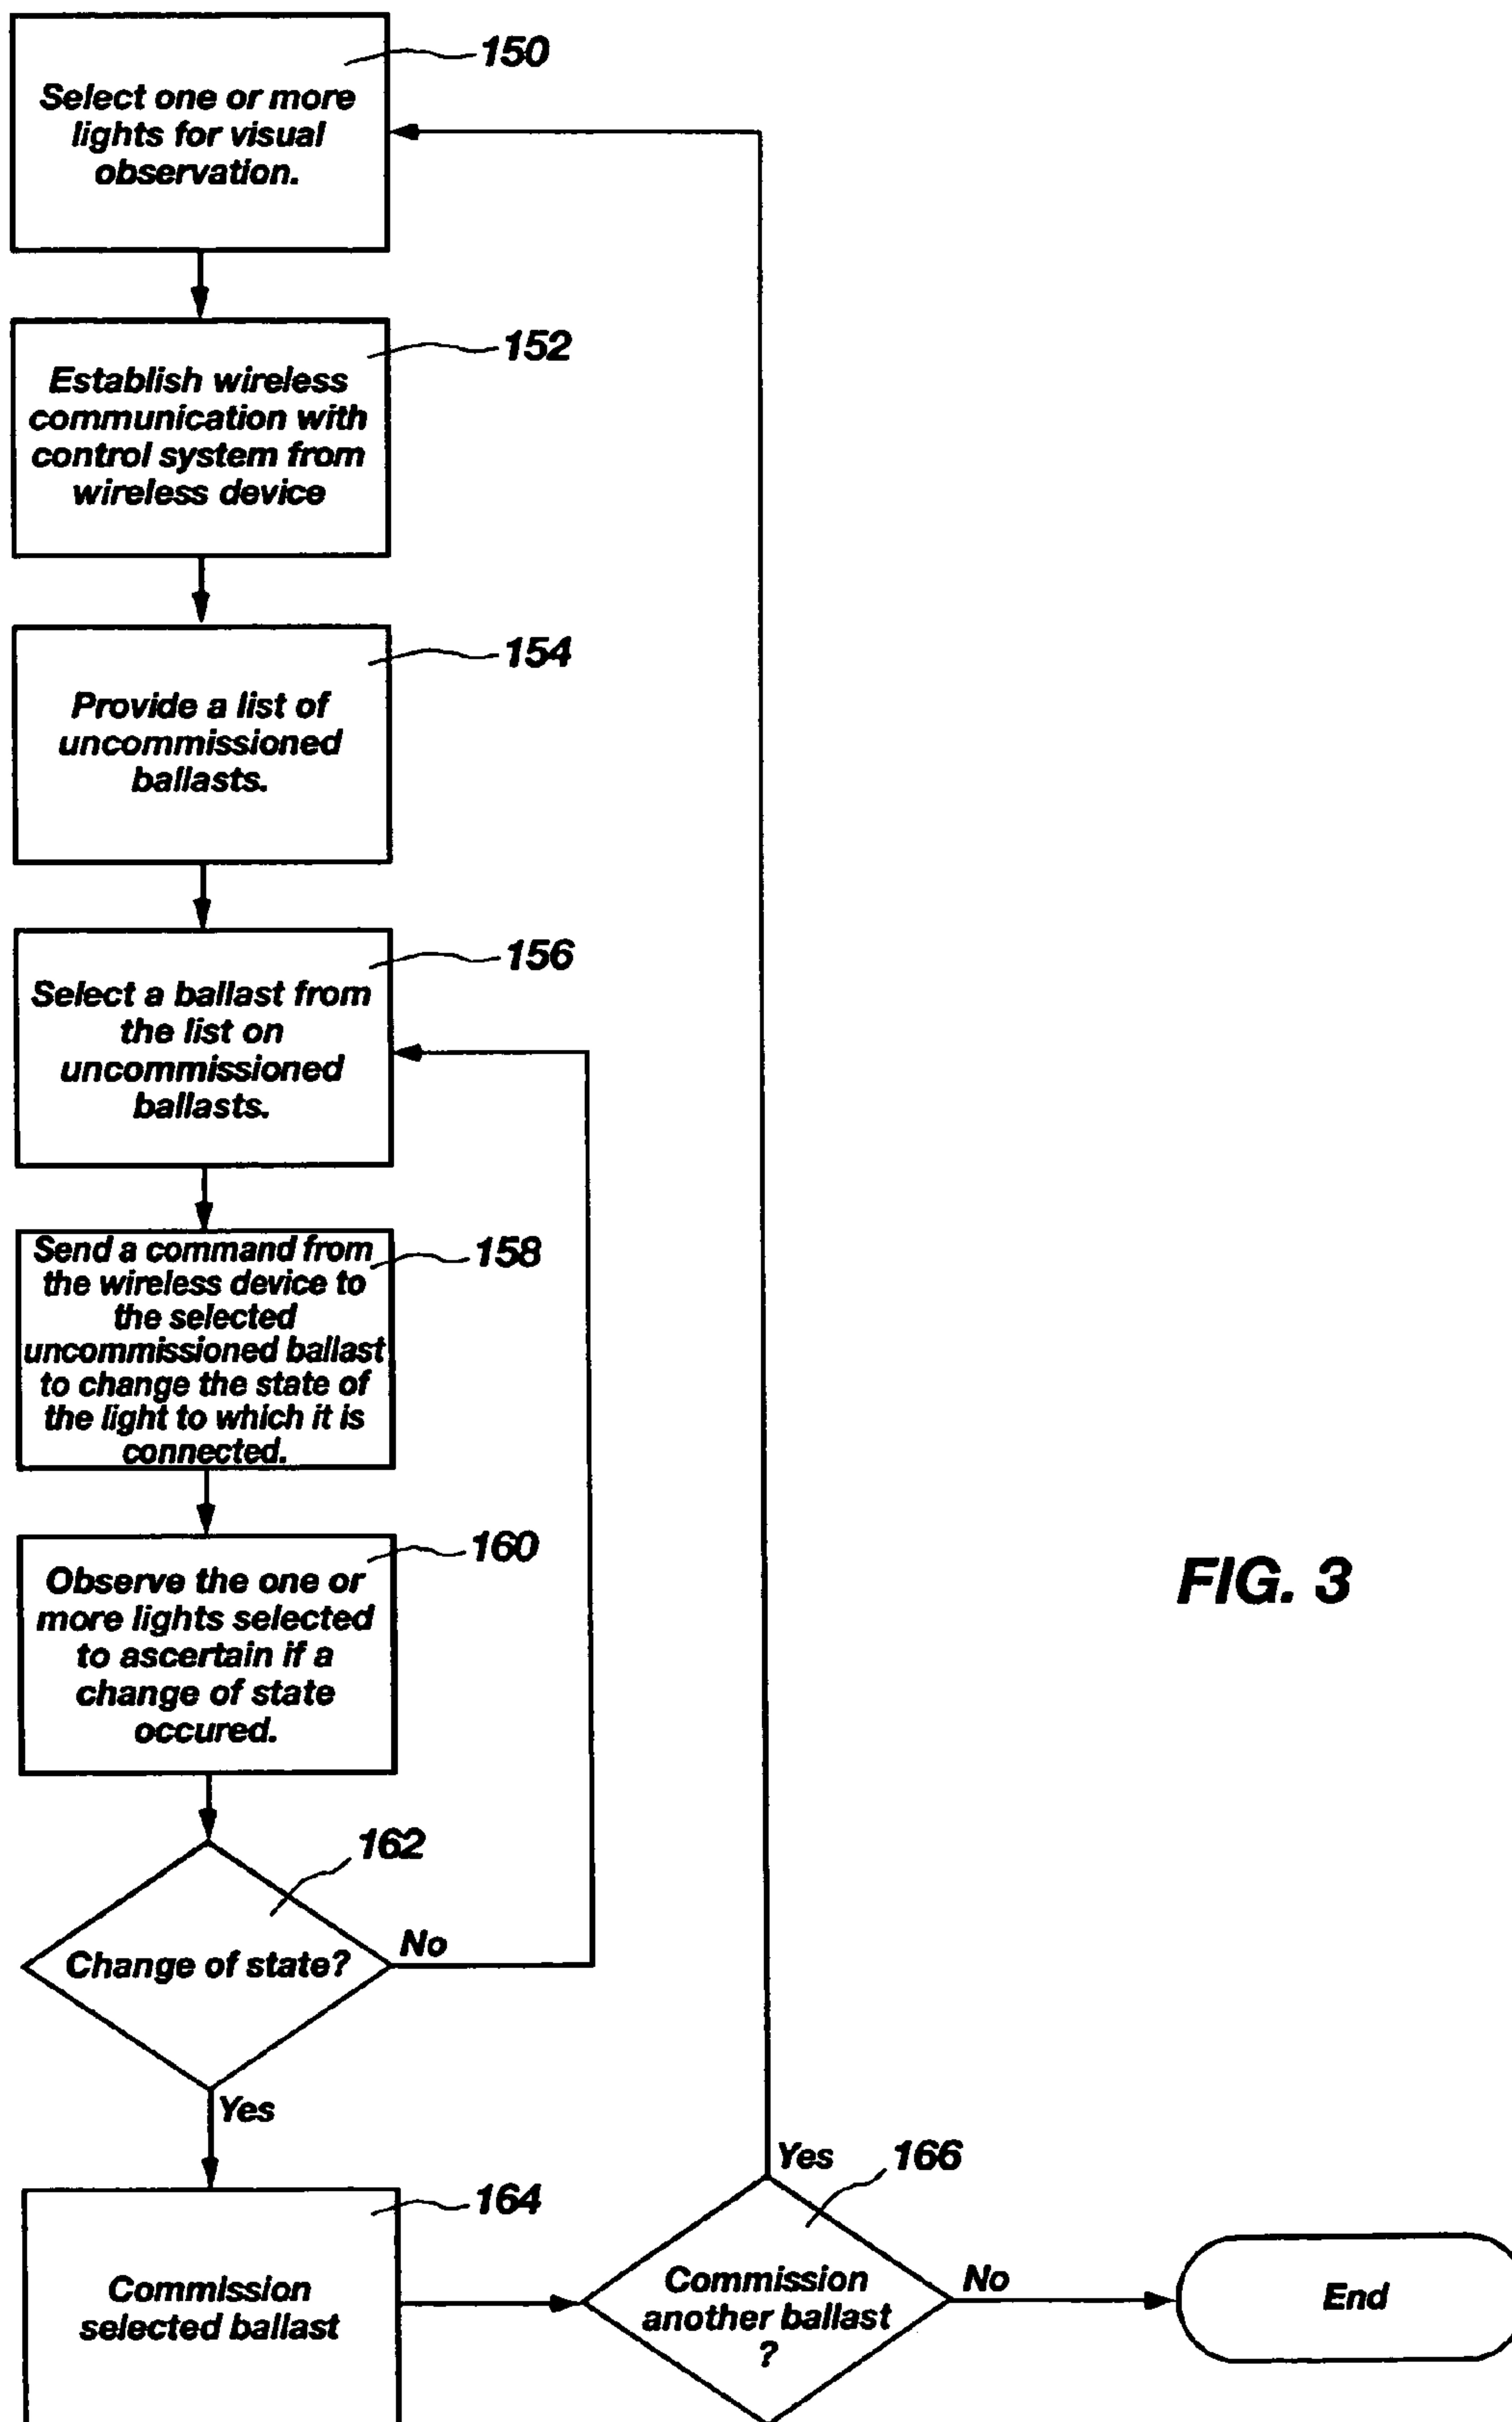 150
Select one or more
lights for visual
observation.
152
Establish wireless
communication with
control system from
wireless device
154
Provide a list of
uncommissioned
ballasts.
156
Select a ballast from
the list on
uncommissioned
ballasts.
158
Send a command from
the wireless device to
the selected
uncommissioned ballast
to change the state of
the light to which it is
connected.
160
Observe the one or
more lights selected
to ascertain if a
change of state
occured.
FIG. 3
162
Change of state?
No
Yes
164
Commission
selected ballast
Yes
166
Commission
another ballast
?
No
End